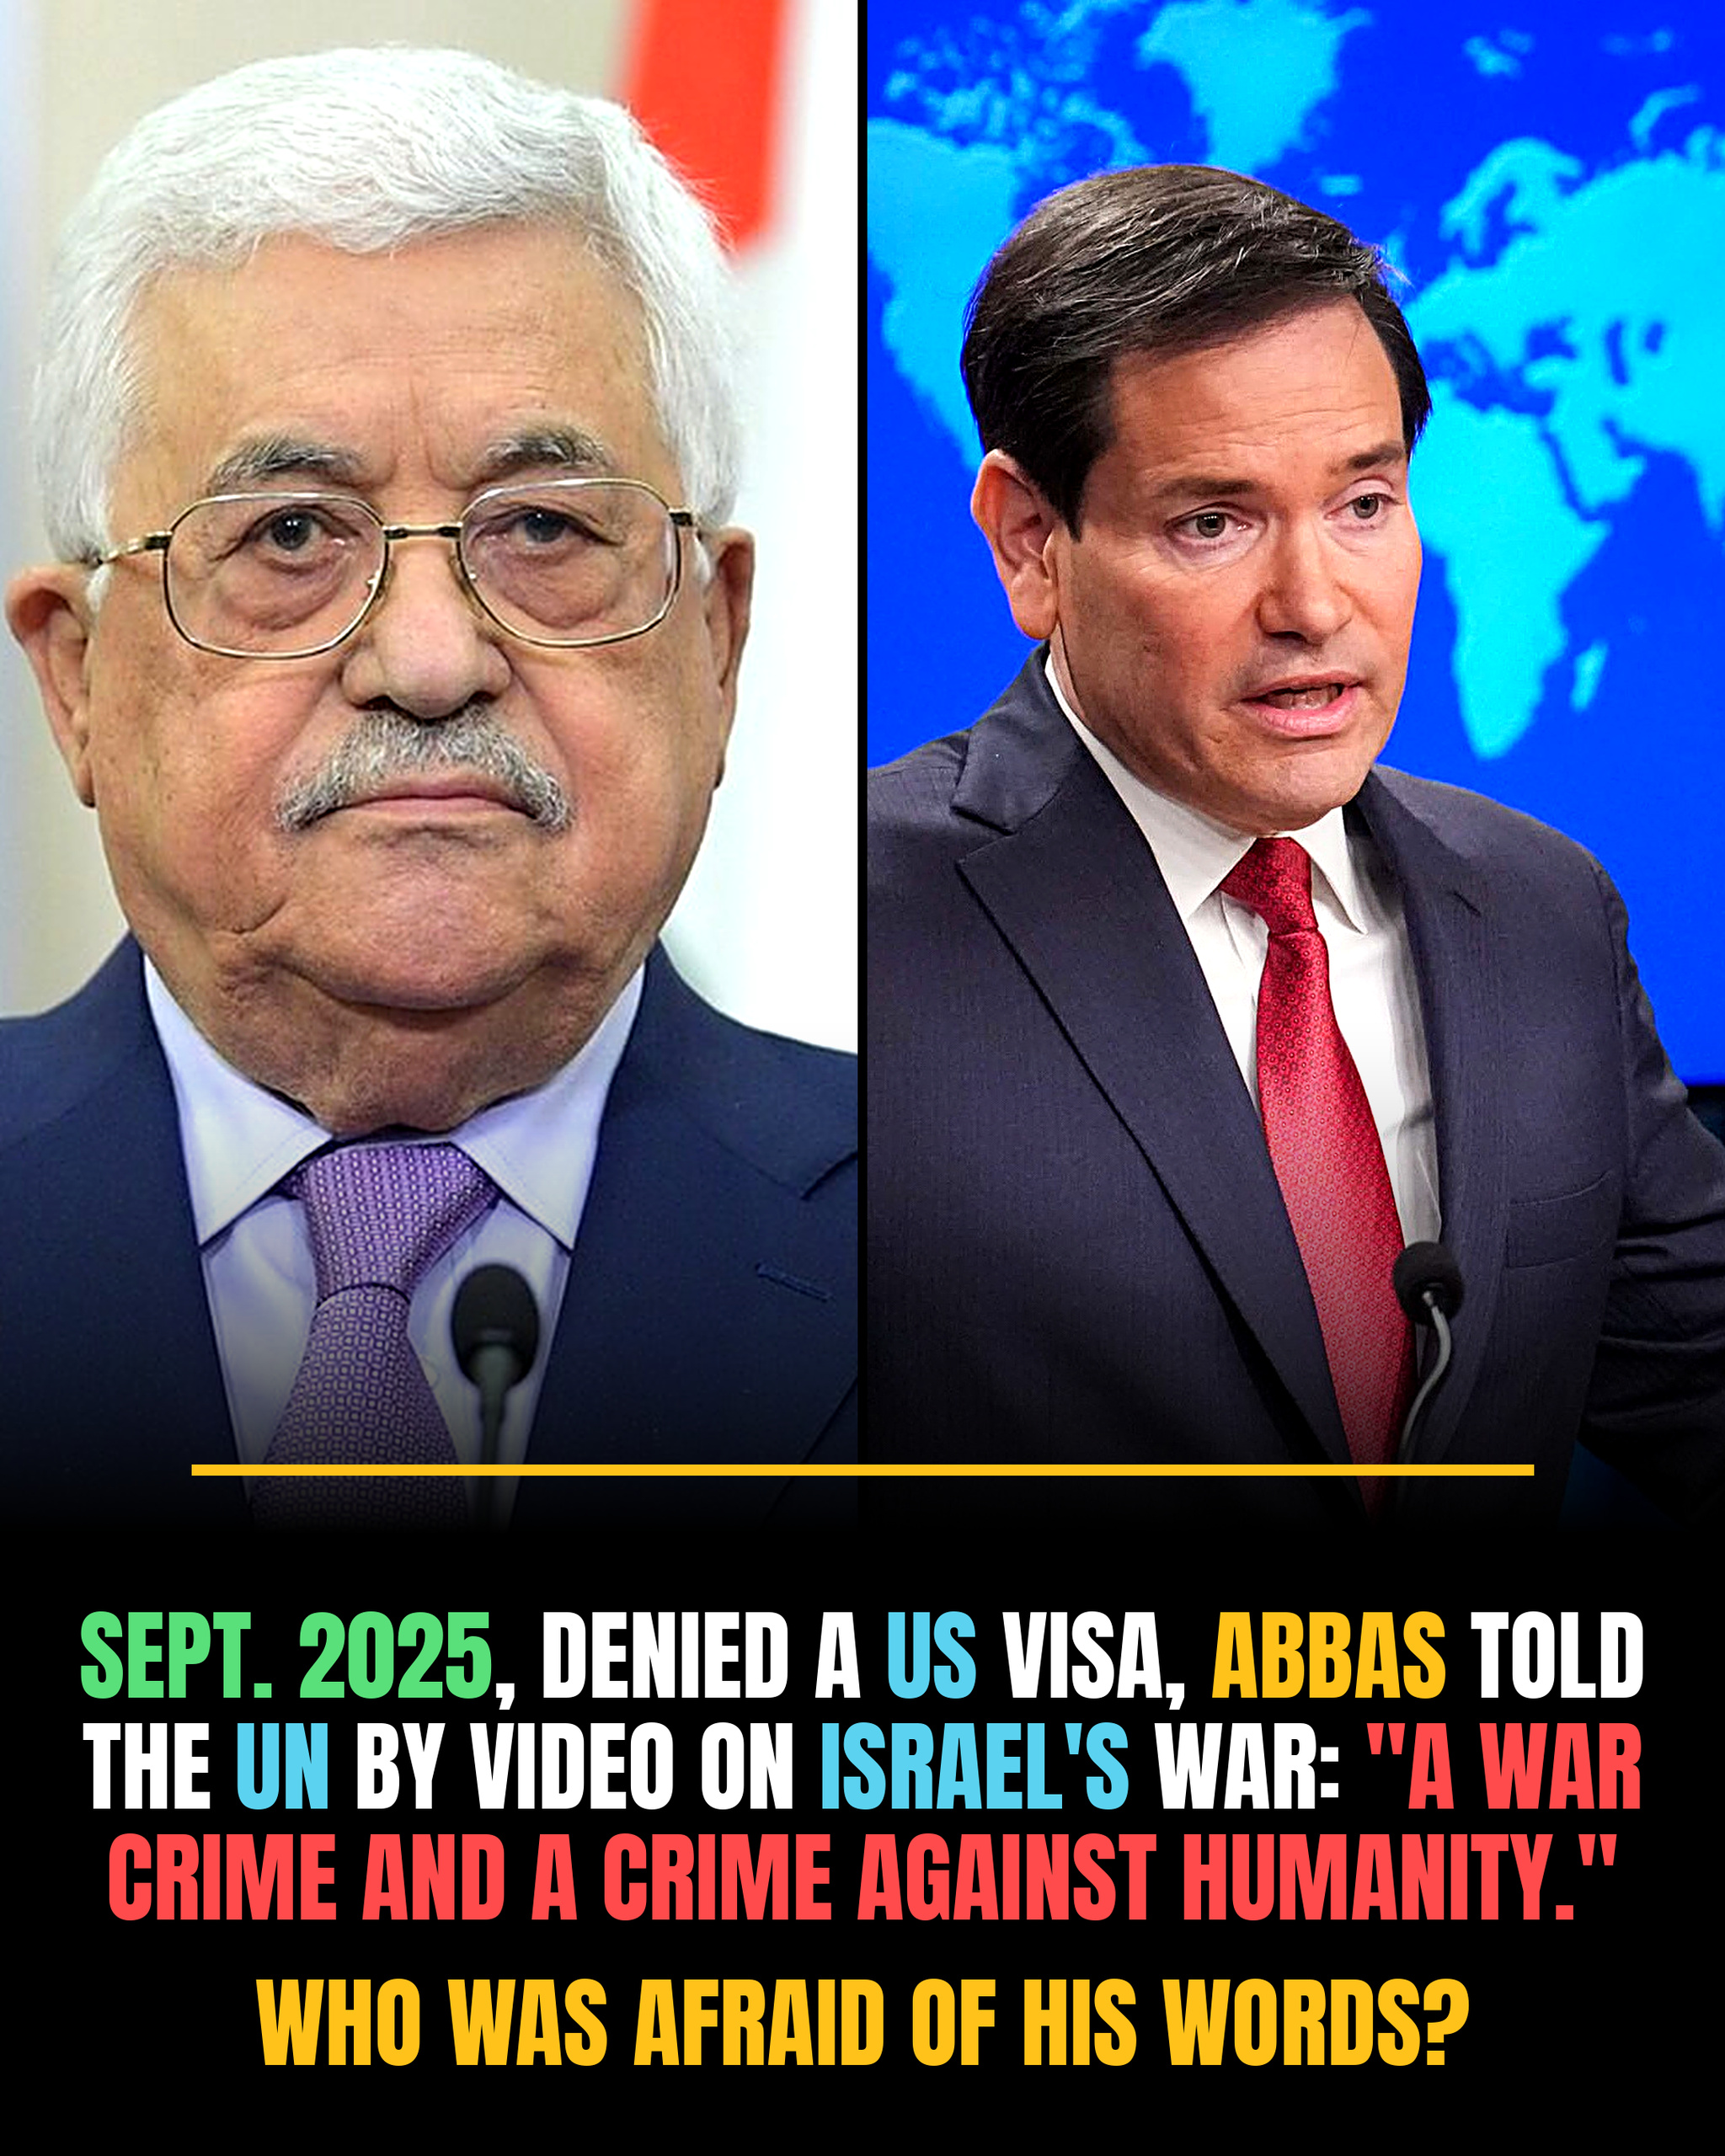 SEPT. 2025, DENIED A US VISA, ABBAS TOLD
THE UN BY VIDEO ON ISRAEL'S WAR: "A WAR
CRIME AND A CRIME AGAINST HUMANITY."
WHO WAS AFRAID OF HIS WORDS?